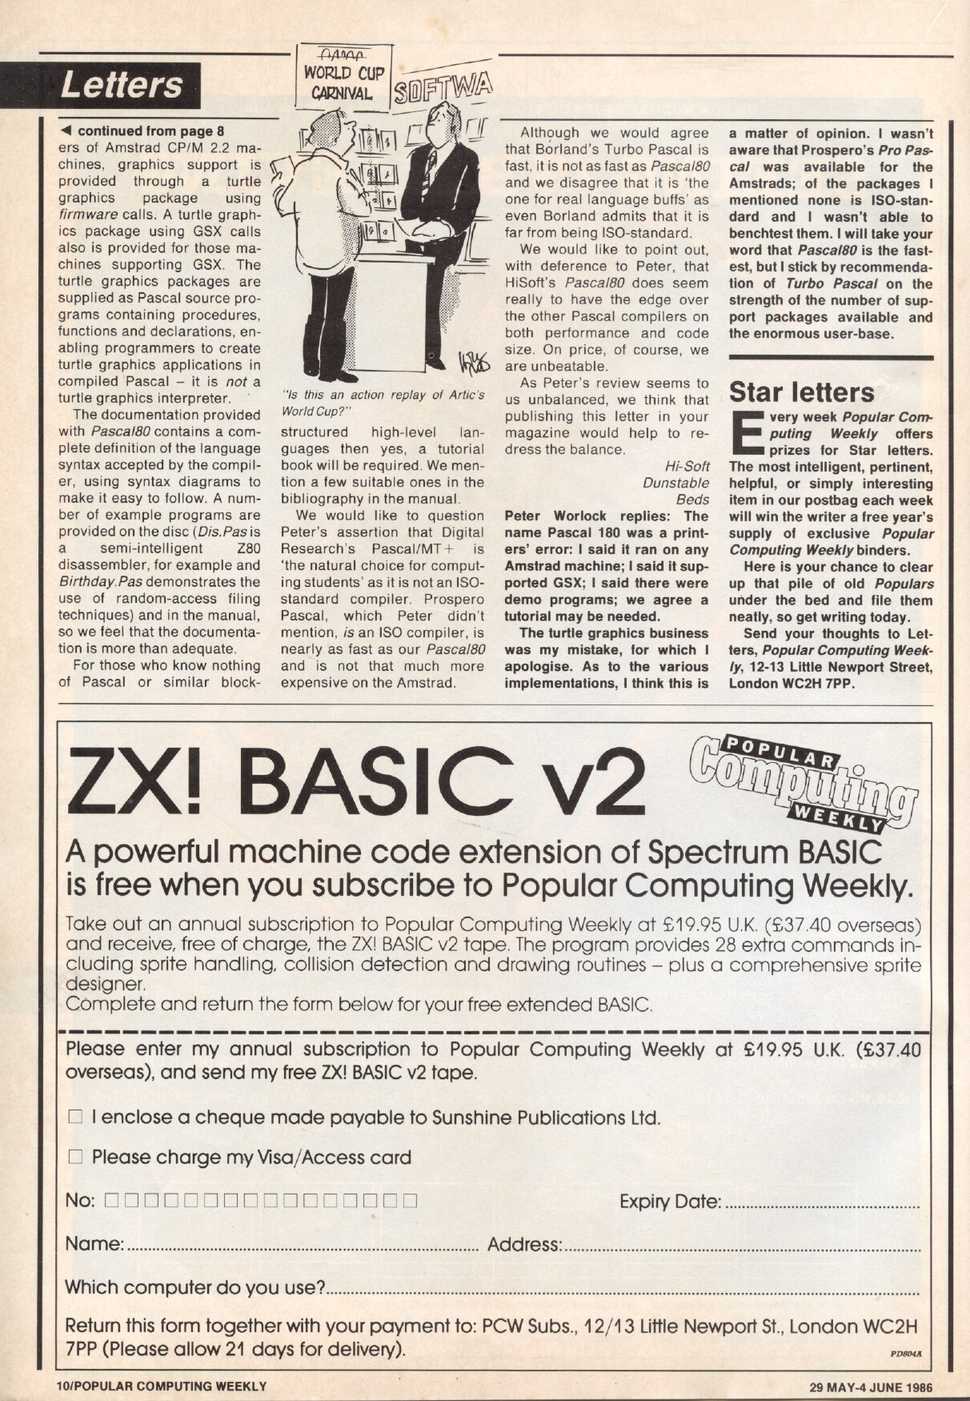 Letters
WORLD CUP
CARNIVAL
SOFTWA
◄ continued from page 8
ers of Amstrad CP/M 2.2 ma-
chines, graphics support is
provided through a turtle
graphics package using
firmware calls. A turtle graph-
ics package using GSX calls
also is provided for those ma-
chines supporting GSX. The
turtle graphics packages are
supplied as Pascal source pro-
grams containing procedures,
functions and declarations, en-
abling programmers to create
turtle graphics applications in
compiled Pascal – it is not a
turtle graphics interpreter.
The documentation provided
with Pascal80 contains a com-
plete definition of the language
syntax accepted by the compil-
er, using syntax diagrams to
make it easy to follow. A num-
ber of example programs are
provided on the disc (Dis.Pas is
a semi-intelligent Z80
disassembler, for example and
Birthday.Pas demonstrates the
use of random-access filing
techniques) and in the manual,
so we feel that the documenta-
tion is more than adequate.
For those who know nothing
of Pascal or similar block-
"Is this an action replay of Artic's
World Cup?"
structured high-level lan-
guages then yes, a tutorial
book will be required. We men-
tion a few suitable ones in the
bibliography in the manual.
We would like to question
Peter's assertion that Digital
Research's Pascal/MT+ is
'the natural choice for comput-
ing students' as it is not an ISO-
standard compiler. Prospero
Pascal, which Peter didn't
mention, is an ISO compiler, is
nearly as fast as our Pascal80
and is not that much more
expensive on the Amstrad.
Although we would agree
that Borland's Turbo Pascal is
fast, it is not as fast as Pascal80
and we disagree that it is 'the
one for real language buffs' as
even Borland admits that it is
far from being ISO-standard.
We would like to point out,
with deference to Peter, that
HiSoft's Pascal80 does seem
really to have the edge over
the other Pascal compilers on
both performance and code
size. On price, of course, we
are unbeatable.
As Peter's review seems to
us unbalanced, we think that
publishing this letter in your
magazine would help to re-
dress the balance.
Hi-Soft
Dunstable
Beds
Peter Worlock replies: The
name Pascal 180 was a print-
ers' error: I said it ran on any
Amstrad machine; I said it sup-
ported GSX; I said there were
demo programs; we agree a
tutorial may be needed.
The turtle graphics business
was my mistake, for which I
apologise. As to the various
implementations, I think this is
a matter of opinion. I wasn't
aware that Prospero's Pro Pas-
cal was available for the
Amstrads; of the packages I
mentioned none is ISO-stan-
dard and I wasn't able to
benchtest them. I will take your
word that Pascal80 is the fast-
est, but I stick by recommenda-
tion of Turbo Pascal on the
strength of the number of sup-
port packages available and
the enormous user-base.
Star letters
Every week Popular Com-
puting Weekly offers
prizes for Star letters.
The most intelligent, pertinent,
helpful, or simply interesting
item in our postbag each week
will win the writer a free year's
supply of exclusive Popular
Computing Weekly binders.
Here is your chance to clear
up that pile of old Populars
under the bed and file them
neatly, so get writing today.
Send your thoughts to Let-
ters, Popular Computing Week-
ly, 12-13 Little Newport Street,
London WC2H 7PP.
ZX! BASIC v2
POPULAR
Computing
WEEKLY
A powerful machine code extension of Spectrum BASIC
is free when you subscribe to Popular Computing Weekly.
Take out an annual subscription to Popular Computing Weekly at £19.95 U.K. (£37.40 overseas)
and receive, free of charge, the ZX! BASIC v2 tape. The program provides 28 extra commands in-
cluding sprite handling, collision detection and drawing routines – plus a comprehensive sprite
designer.
Complete and return the form below for your free extended BASIC.
Please enter my annual subscription to Popular Computing Weekly at £19.95 U.K. (£37.40
overseas), and send my free ZX! BASIC v2 tape.
□ I enclose a cheque made payable to Sunshine Publications Ltd.
□ Please charge my Visa/Access card
No: □□□□□□□□□□□□□□□□ Expiry Date:
Name: Address:
Which computer do you use?
Return this form together with your payment to: PCW Subs., 12/13 Little Newport St., London WC2H
7PP (Please allow 21 days for delivery).
PD804A
10/POPULAR COMPUTING WEEKLY
29 MAY-4 JUNE 1986